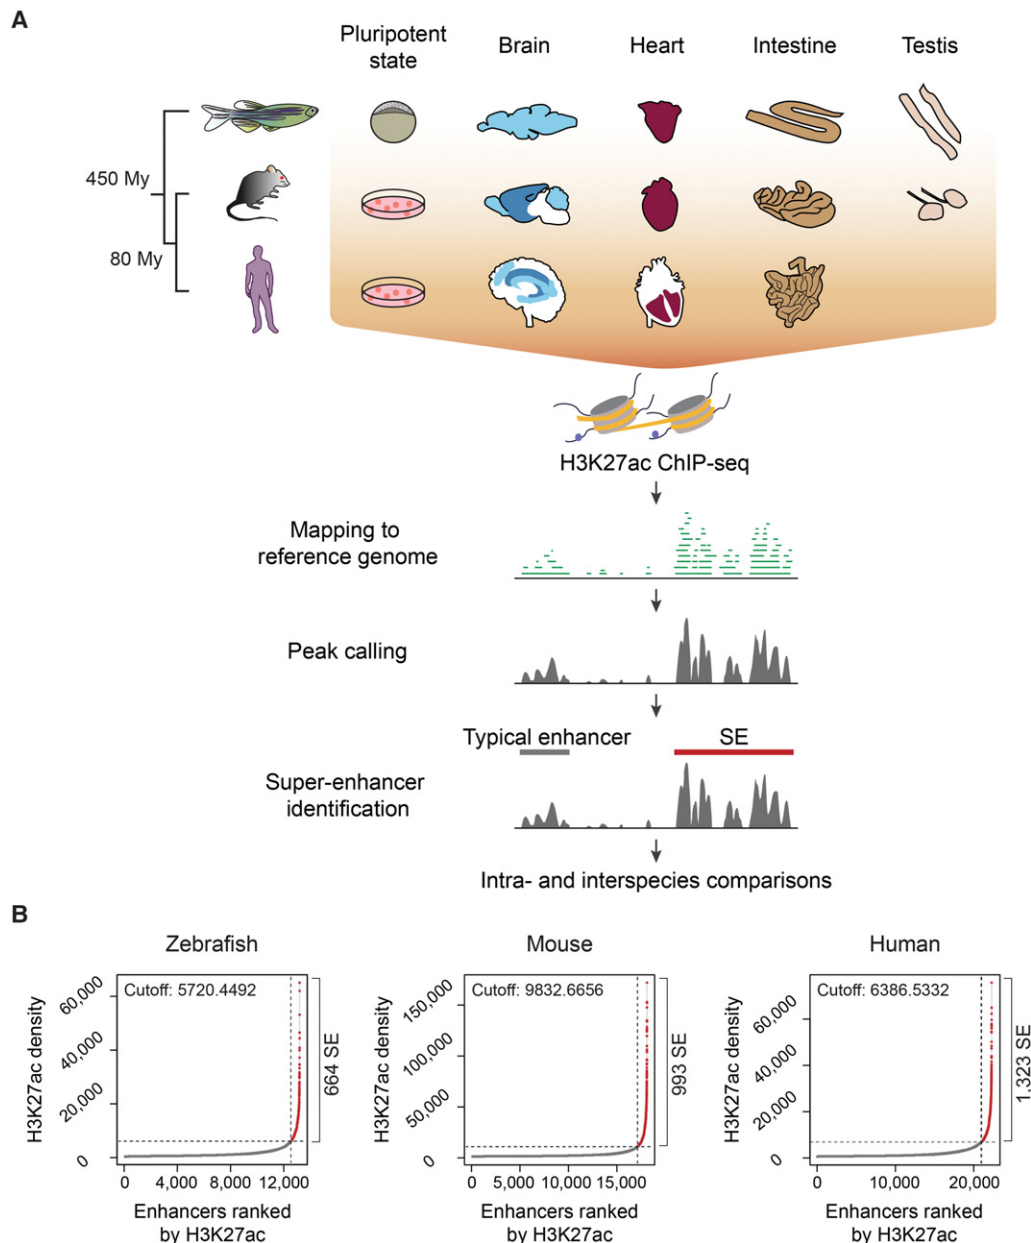 A
Pluripotent
state
Brain
Heart
Intestine
Testis
450 My
80 My
H3K27ac ChIP-seq
Mapping to
reference genome
Peak calling
Typical enhancer
SE
Super-enhancer
identification
Intra- and interspecies comparisons
B
Zebrafish
H3K27ac density
60,000
40,000
20,000
0
Cutoff: 5720.4492
664 SE
0
4,000
8,000
12,000
Enhancers ranked
by H3K27ac
Mouse
H3K27ac density
150,000
100,000
50,000
0
Cutoff: 9832.6656
993 SE
0
5,000
10,000
15,000
Enhancers ranked
by H3K27ac
Human
H3K27ac density
60,000
40,000
20,000
0
Cutoff: 6386.5332
1.323 SE
0
10,000
20,000
Enhancers ranked
by H3K27ac